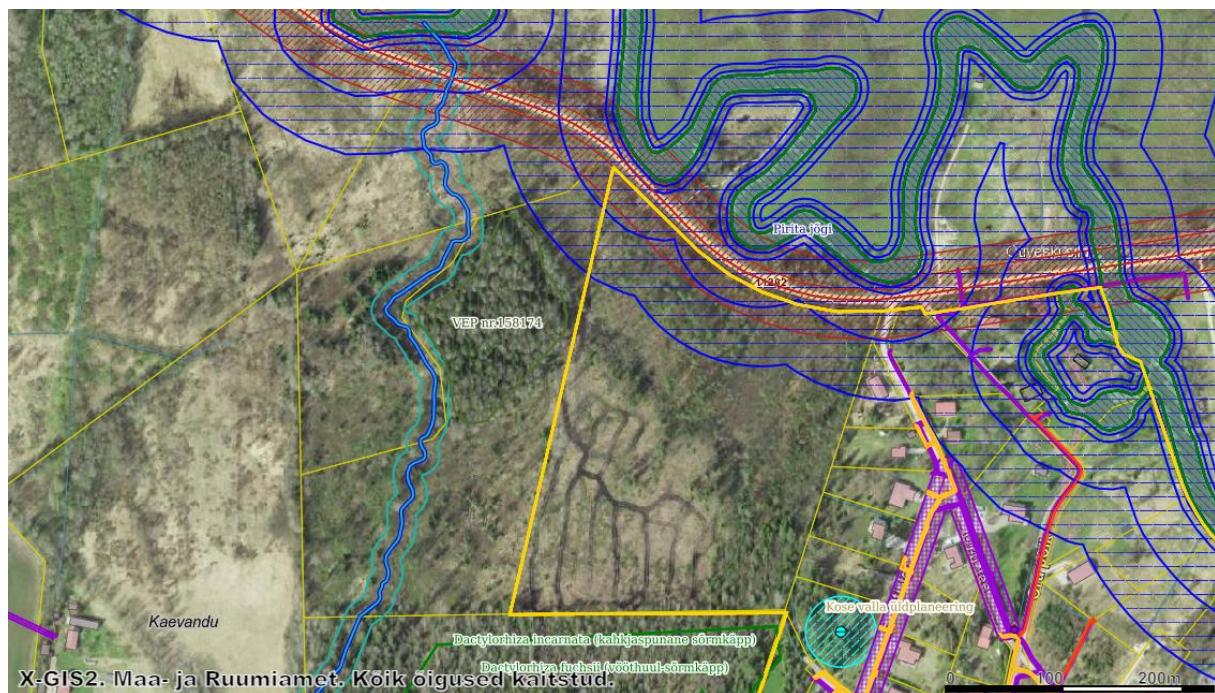 Pirita jõgi
VEP nr.158174
Kose valla üldplaneering
Kaevandu
Dactylorhiza incarnata (kahkjaspunane sõrmkäpp)
Dactylorhiza fuchsii (vööthuul-sõrmkäpp)
X-GIS2. Maa- ja Ruumiamet. Kõik õigused kaitstud.
0 100 200m